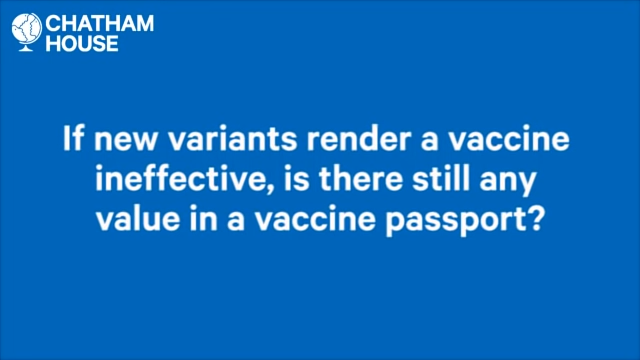 CHATHAM
HOUSE
If new variants render a vaccine
ineffective, is there still any
value in a vaccine passport?